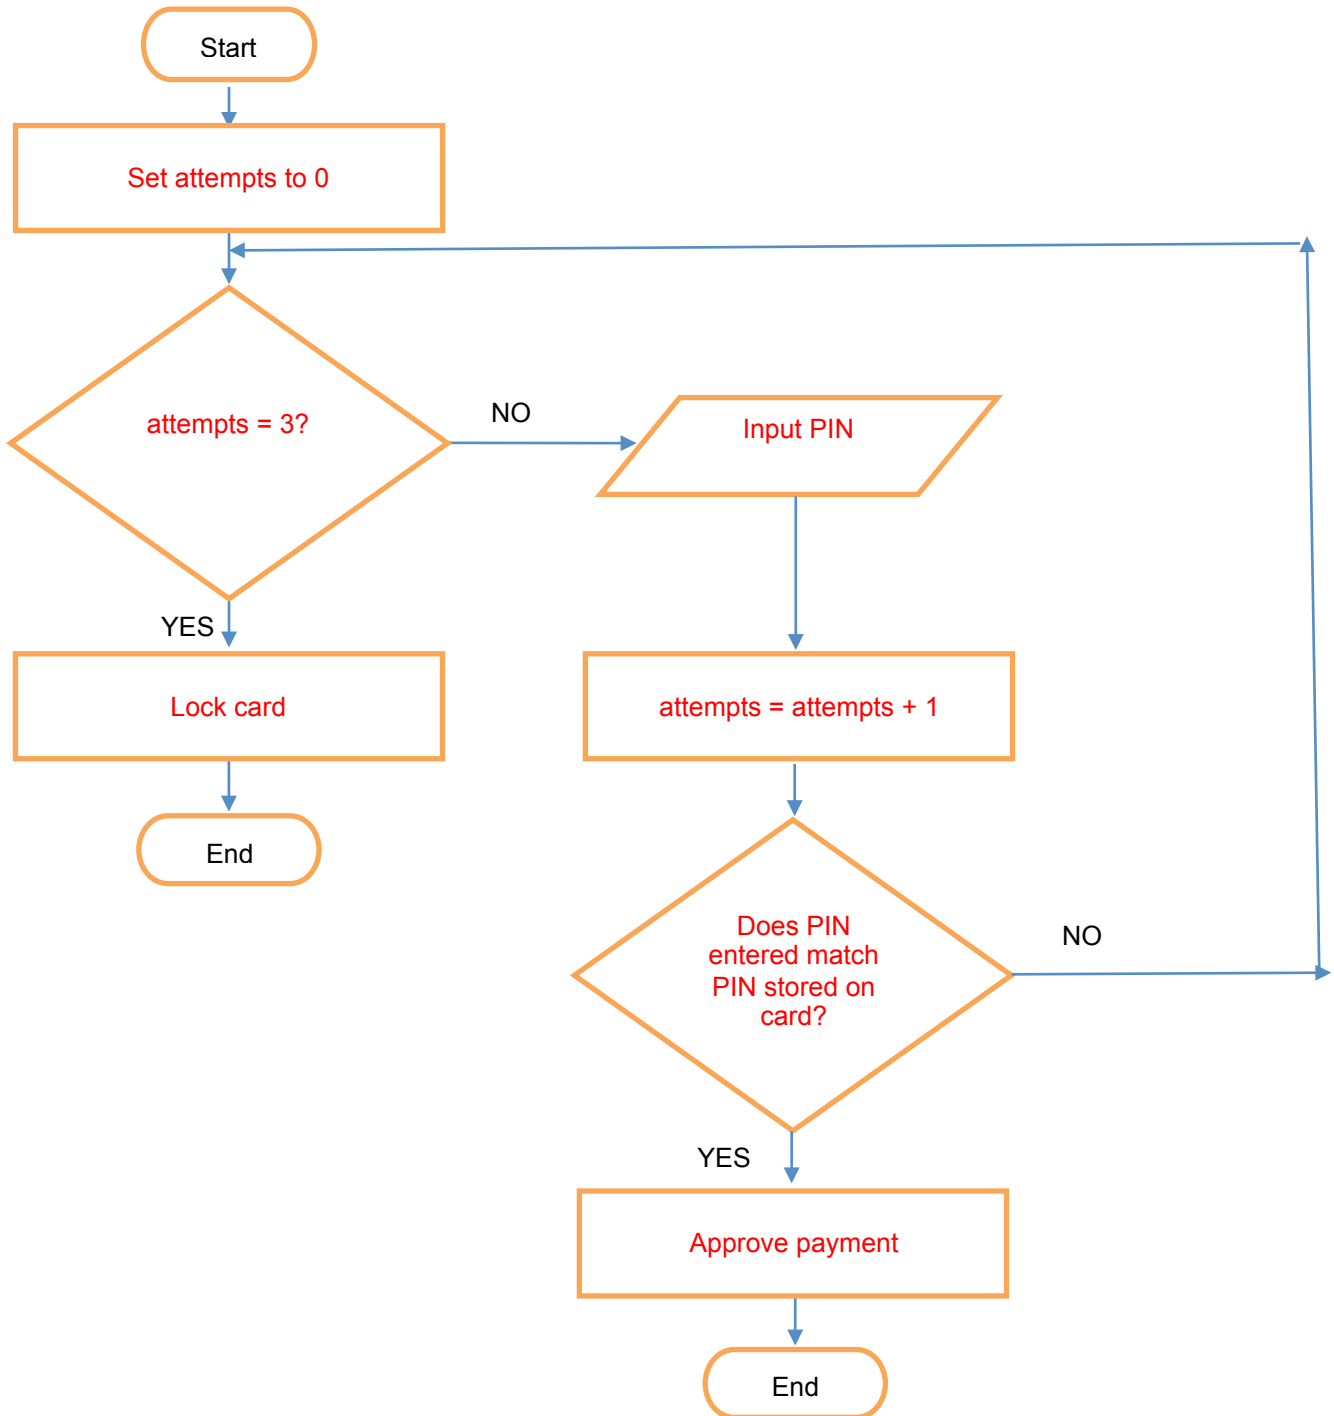 Start
Set attempts to 0
attempts = 3?
NO
Input PIN
YES
Lock card
attempts = attempts + 1
End
Does PIN
entered match
PIN stored on
card?
NO
YES
Approve payment
End